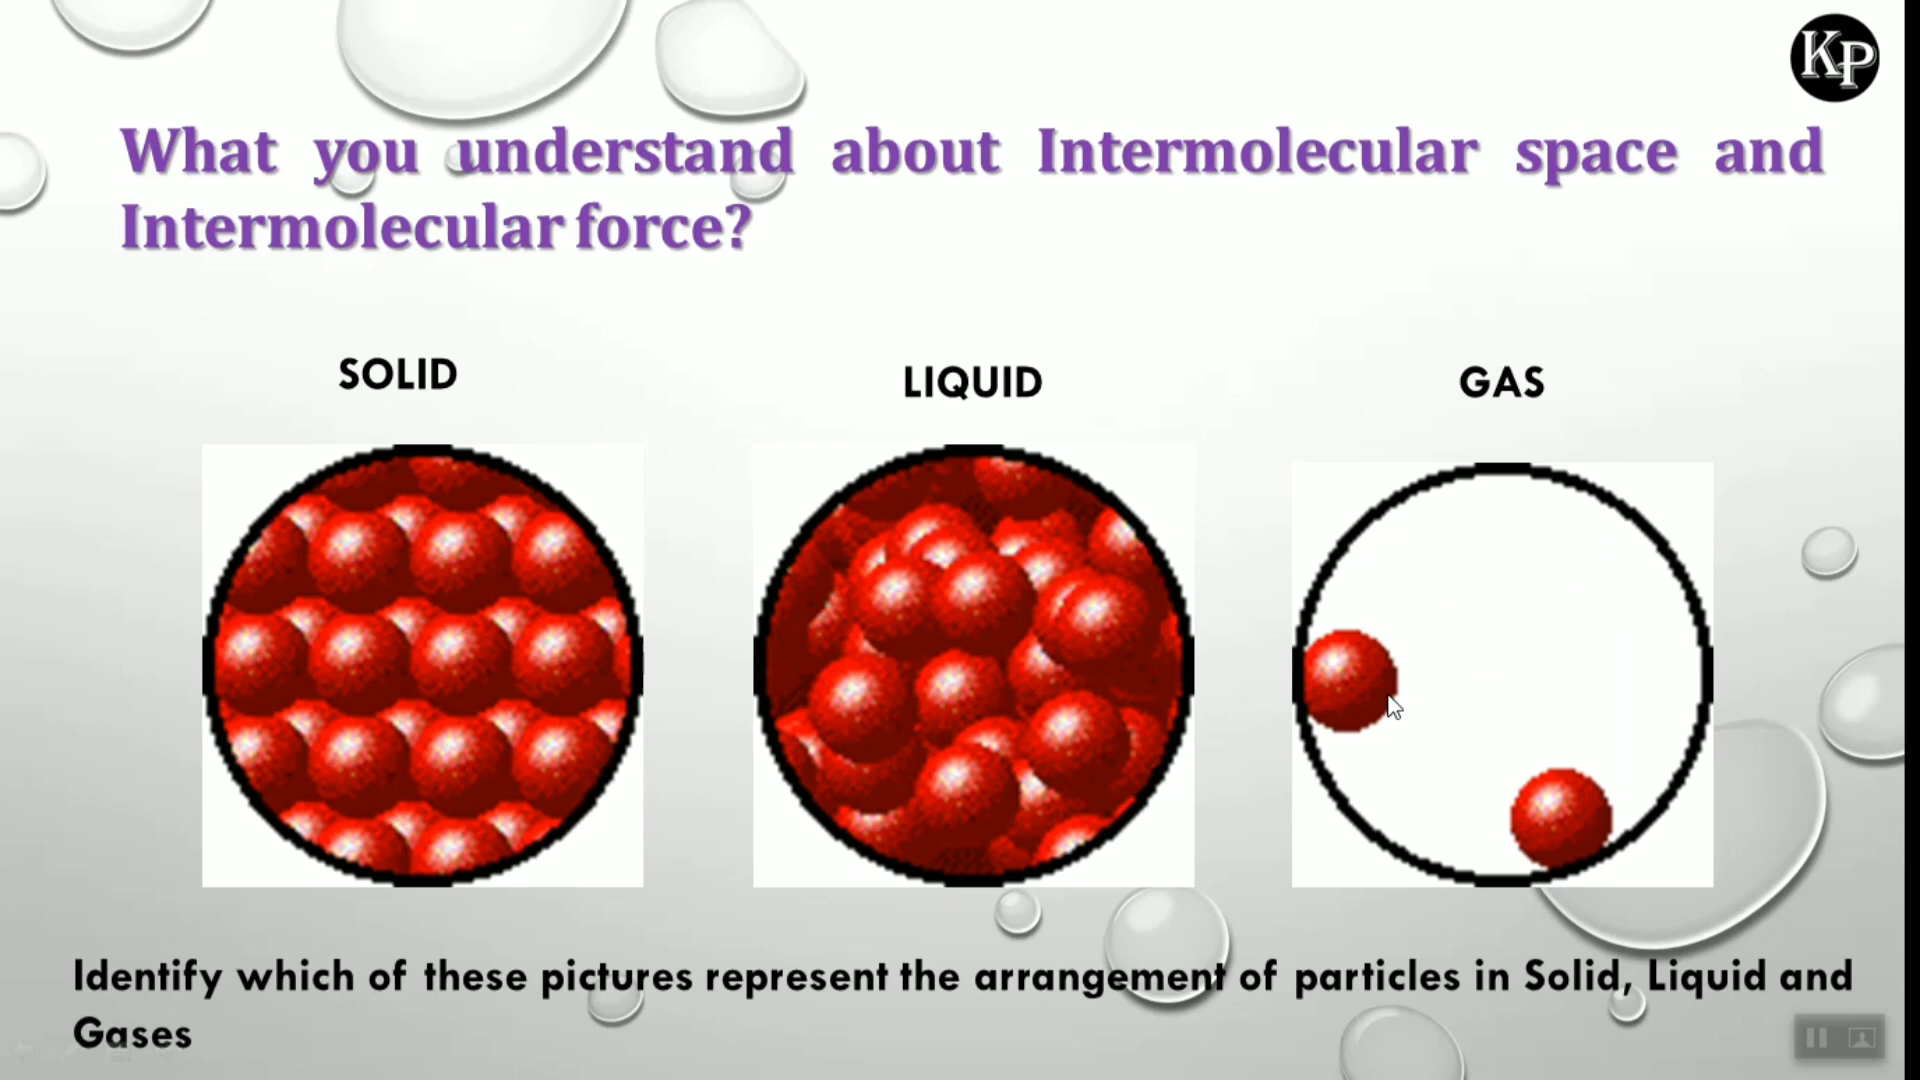 KP
What you understand about Intermolecular space and
Intermolecular force?
SOLID
LIQUID
GAS
Identify which of these pictures represent the arrangement of particles in Solid, Liquid and
Gases